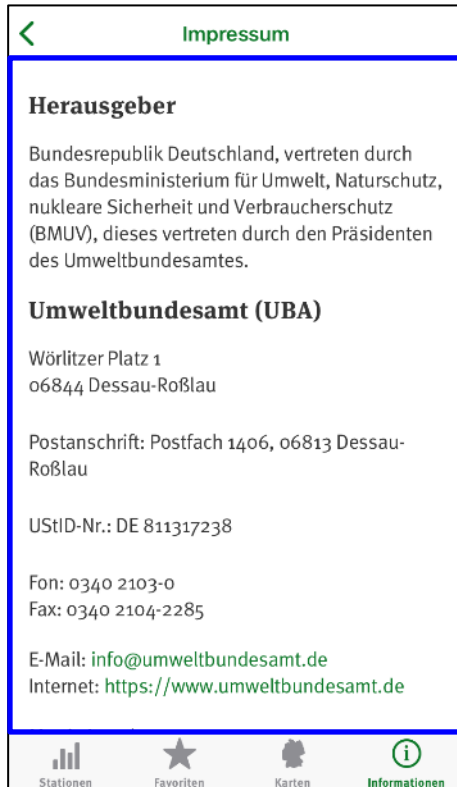 Impressum
Herausgeber
Bundesrepublik Deutschland, vertreten durch
das Bundesministerium für Umwelt, Naturschutz,
nukleare Sicherheit und Verbraucherschutz
(BMUV), dieses vertreten durch den Präsidenten
des Umweltbundesamtes.
Umweltbundesamt (UBA)
Wörlitzer Platz 1
06844 Dessau-Roßlau
Postanschrift: Postfach 1406, 06813 Dessau-
Roßlau
UStID-Nr.: DE 811317238
Fon: 0340 2103-0
Fax: 0340 2104-2285
E-Mail: info@umweltbundesamt.de
Internet: https://www.umweltbundesamt.de
Stationen Favoriten Karten Informationen